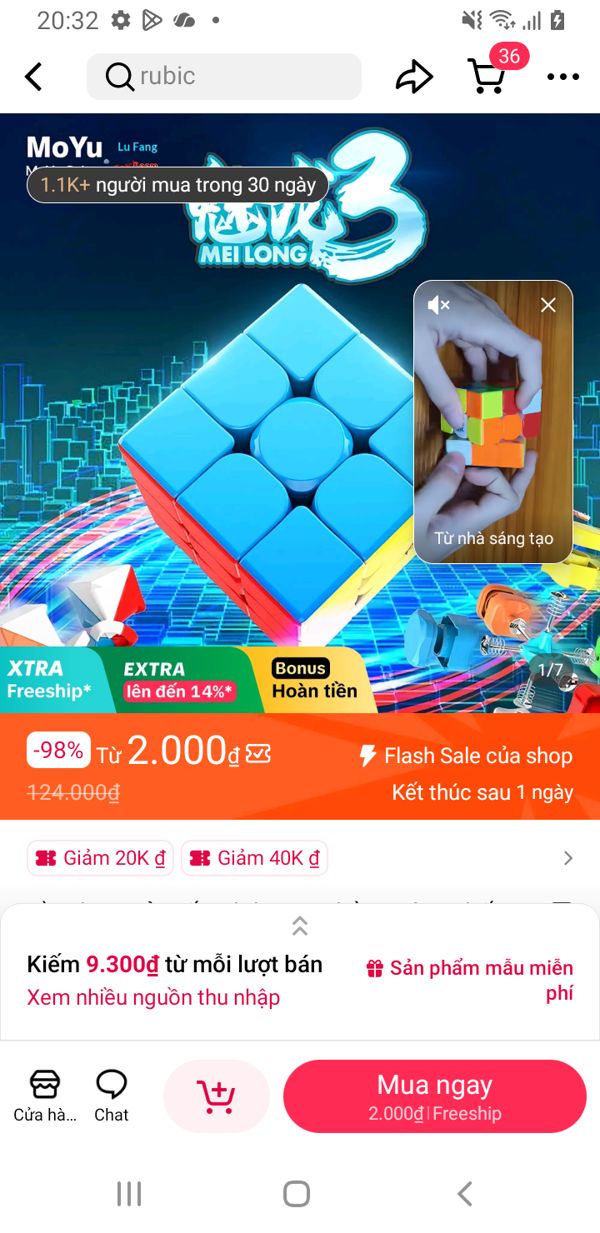 20:32
rubic
36
MoYu Lu Fang
1.1K+ người mua trong 30 ngày
魅龙3
MEI LONG
Từ nhà sáng tạo
XTRA
Freeship*
EXTRA
lên đến 14%*
Bonus
Hoàn tiền
1/7
-98% Từ 2.000₫
Flash Sale của shop
124.000₫
Kết thúc sau 1 ngày
Giảm 20K ₫
Giảm 40K ₫
Kiếm 9.300₫ từ mỗi lượt bán
Xem nhiều nguồn thu nhập
Sản phẩm mẫu miễn
phí
Cửa hà...
Chat
Mua ngay
2.000₫|Freeship